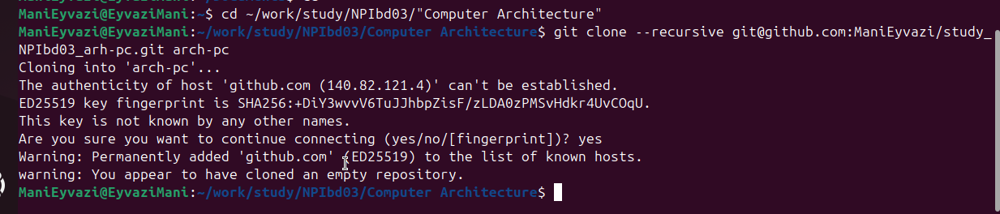 ManiEyvazi@EyvaziMani:~$ cd ~/work/study/NPIbd03/"Computer Architecture"
ManiEyvazi@EyvaziMani:~/work/study/NPIbd03/Computer Architecture$ git clone --recursive git@github.com:ManiEyvazi/study_
NPIbd03_arh-pc.git arch-pc
Cloning into 'arch-pc'...
The authenticity of host 'github.com (140.82.121.4)' can't be established.
ED25519 key fingerprint is SHA256:+DiY3wvvV6TuJJhbpZisF/zLDA0zPMSvHdkr4UvCOqU.
This key is not known by any other names.
Are you sure you want to continue connecting (yes/no/[fingerprint])? yes
Warning: Permanently added 'github.com' (ED25519) to the list of known hosts.
warning: You appear to have cloned an empty repository.
ManiEyvazi@EyvaziMani:~/work/study/NPIbd03/Computer Architecture$